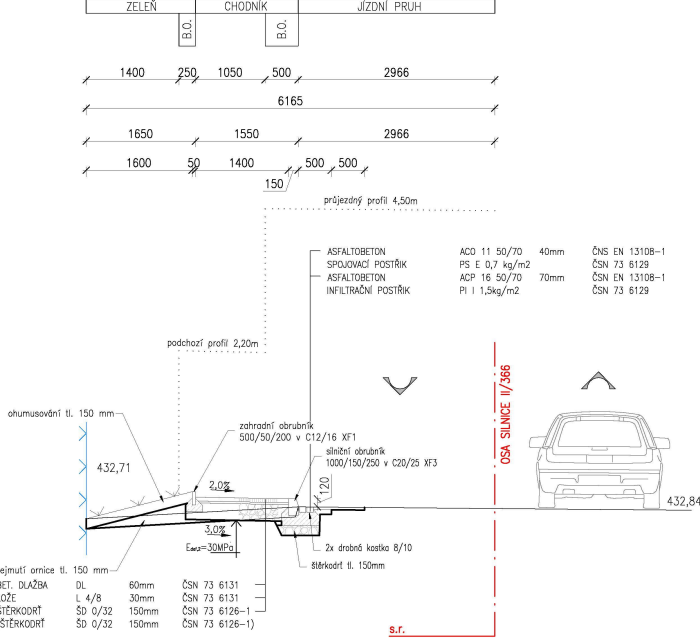 ZELEŇ CHODNÍK JÍZDNÍ PRUH
B.O. B.O.
1400 250 1050 500 2966
6165
1650 1550 2966
1600 50 1400 500 500
150
průjezdný profil 4,50m
ASFALTOBETON ACO 11 50/70 40mm ČNS EN 13108-1
SPOJOVACÍ POSTŘIK PS E 0,7 kg/m2 ČSN 73 6129
ASFALTOBETON ACP 16 50/70 70mm ČSN EN 13108-1
INFILTRAČNÍ POSTŘIK PI I 1,5kg/m2 ČSN 73 6129
podchozí profil 2,20m
OSA SILNICE II/366
ohumusování tl. 150 mm
zahradní obrubník
500/50/200 v C12/16 XF1
silniční obrubník
1000/150/250 v C20/25 XF3
432,71
2,0%
120
432,84
3,0%
Edef,2=30MPa
2x drobná kostka 8/10
štěrkodrť tl. 150mm
ejmutí ornice tl. 150 mm
BET. DLAŽBA DL 60mm ČSN 73 6131
OŽE L 4/8 30mm ČSN 73 6131
ŠTĚRKODRŤ ŠD 0/32 150mm ČSN 73 6126-1
ŠTĚRKODRŤ ŠD 0/32 150mm ČSN 73 6126-1)
s.r.